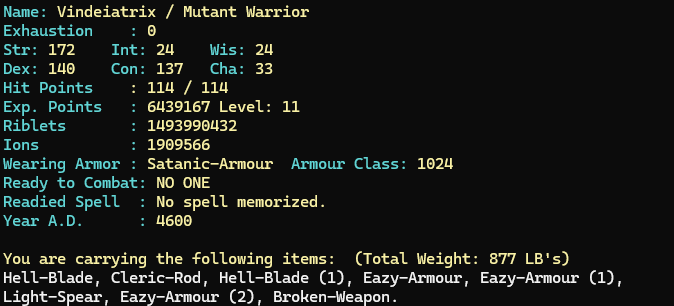 Name: Vindeiatrix / Mutant Warrior
Exhaustion    : 0
Str: 172    Int: 24    Wis: 24
Dex: 140    Con: 137   Cha: 33
Hit Points    : 114 / 114
Exp. Points   : 6439167 Level: 11
Riblets       : 1493990432
Ions          : 1909566
Wearing Armor : Satanic-Armour  Armour Class: 1024
Ready to Combat: NO ONE
Readied Spell  : No spell memorized.
Year A.D.      : 4600
You are carrying the following items:  (Total Weight: 877 LB's)
Hell-Blade, Cleric-Rod, Hell-Blade (1), Eazy-Armour, Eazy-Armour (1),
Light-Spear, Eazy-Armour (2), Broken-Weapon.